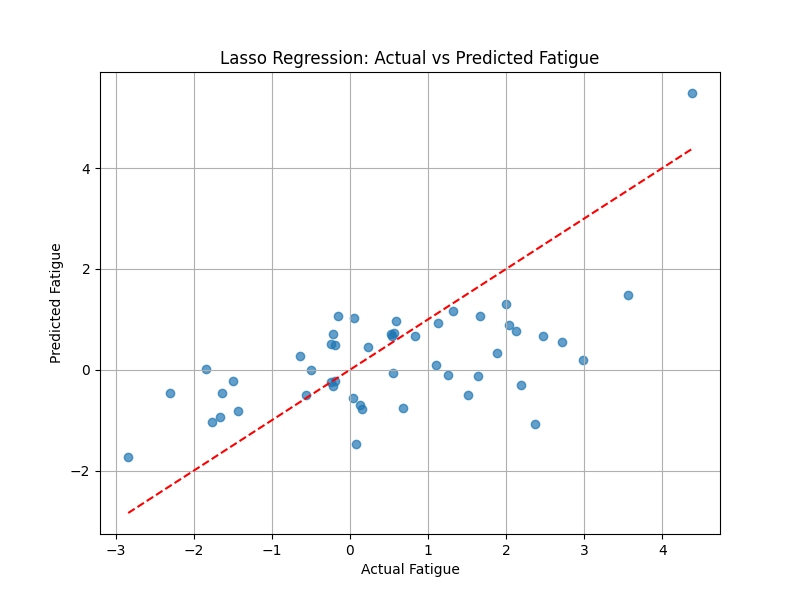 Lasso Regression: Actual vs Predicted Fatigue
Predicted Fatigue
4
2
0
−2
−3 −2 −1 0 1 2 3 4
Actual Fatigue